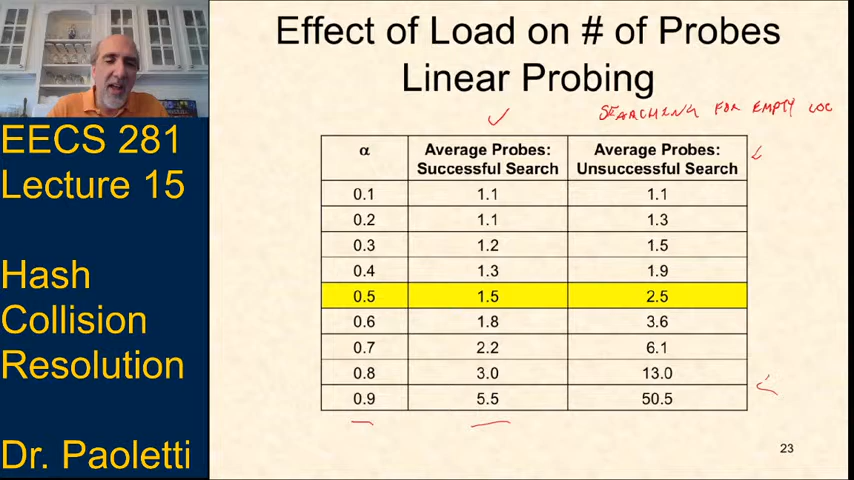 Effect of Load on # of Probes
Linear Probing
SEARCHING FOR EMPTY LOC
EECS 281
Lecture 15
Hash
Collision
Resolution
Dr. Paoletti
α Average Probes: Successful Search Average Probes: Unsuccessful Search
0.1 1.1 1.1
0.2 1.1 1.3
0.3 1.2 1.5
0.4 1.3 1.9
0.5 1.5 2.5
0.6 1.8 3.6
0.7 2.2 6.1
0.8 3.0 13.0
0.9 5.5 50.5
23